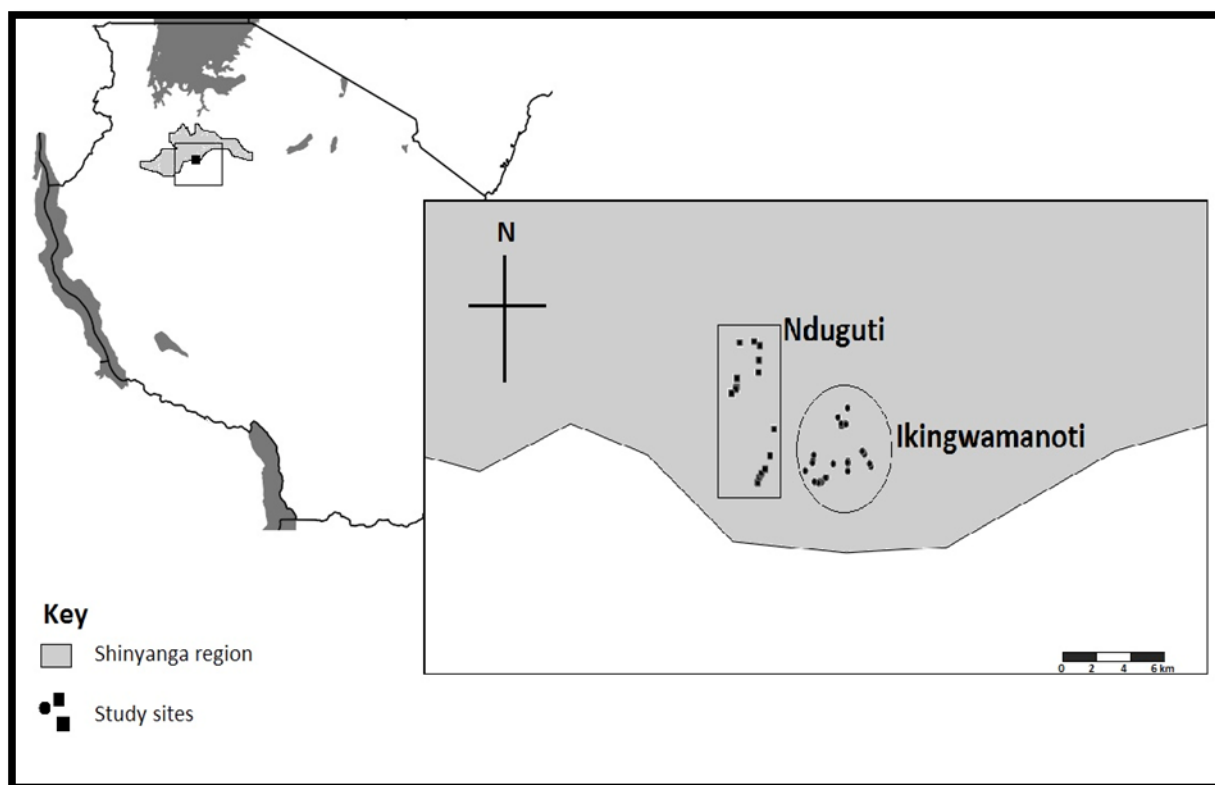 N
Nduguti
Ikingwamanoti
0 2 4 6 km
Key
Shinyanga region
Study sites